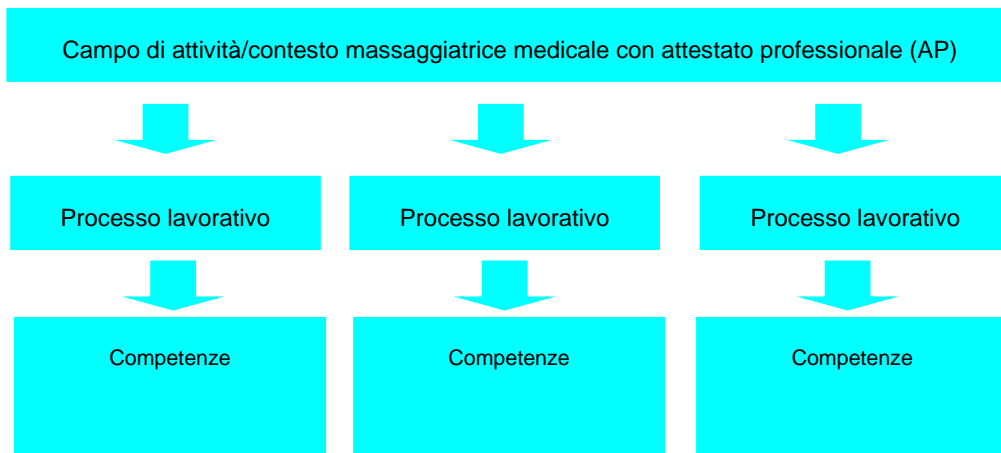 Campo di attività/contesto massaggiatrice medicale con attestato professionale (AP)
Processo lavorativo
Processo lavorativo
Processo lavorativo
Competenze
Competenze
Competenze